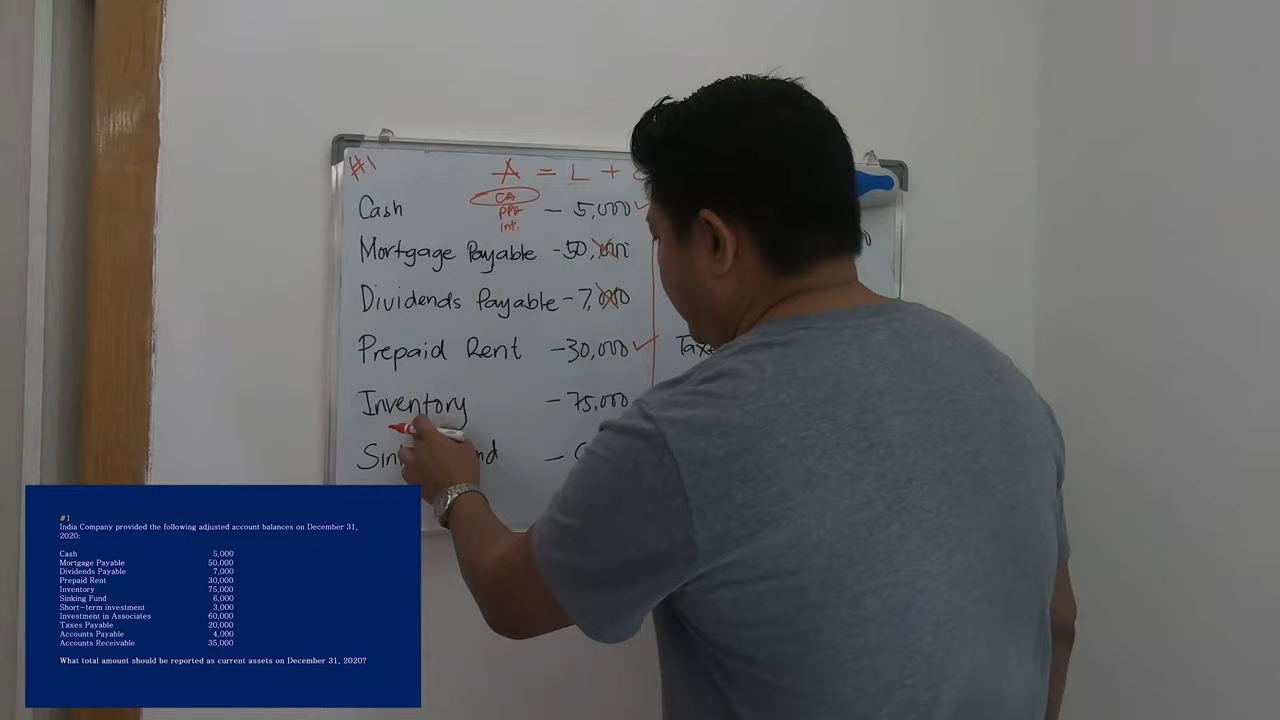 #1
A = L + 
CA
PPE
Int.
Cash - 5,000
Mortgage Payable - 50,000
Dividends Payable - 7,000
Prepaid Rent - 30,000
Inventory - 75,000
#1
India Company provided the following adjusted account balances on December 31,
2020:
Cash 5,000
Mortgage Payable 50,000
Dividends Payable 7,000
Prepaid Rent 30,000
Inventory 75,000
Sinking Fund 6,000
Short-term investment 3,000
Investment in Associates 60,000
Taxes Payable 20,000
Accounts Payable 4,000
Accounts Receivable 35,000
What total amount should be reported as current assets on December 31, 2020?